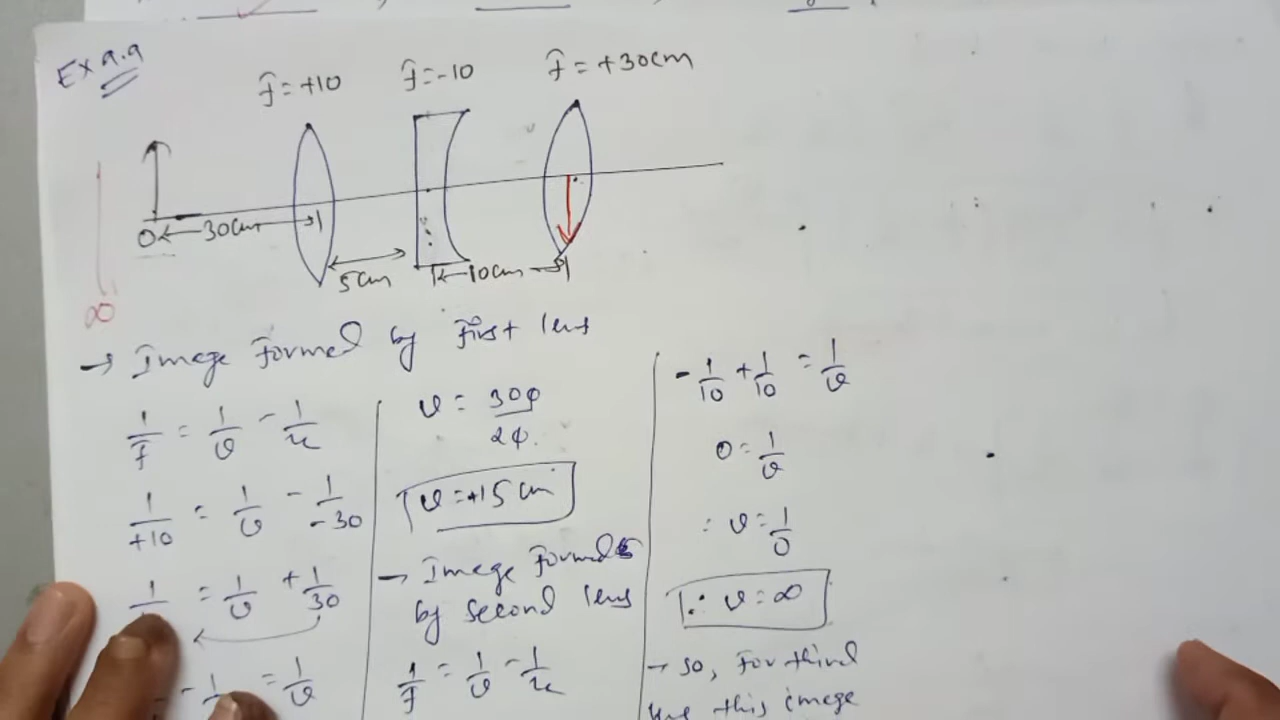 Ex 9.9
f = +10
f = -10
f = +30cm
O
30cm
5cm
10cm
∞
→ Image formed by first lens
1/f = 1/v - 1/u
1/+10 = 1/v - 1/-30
= 1/v + 1/30
= 1/v
v = 300/20
v = +15 cm
→ Image formed
by second lens
1/f = 1/v - 1/u
-1/10 + 1/10 = 1/v
0 = 1/v
∴ v = 1/0
∴ v = ∞
→ so, for third
lens this image